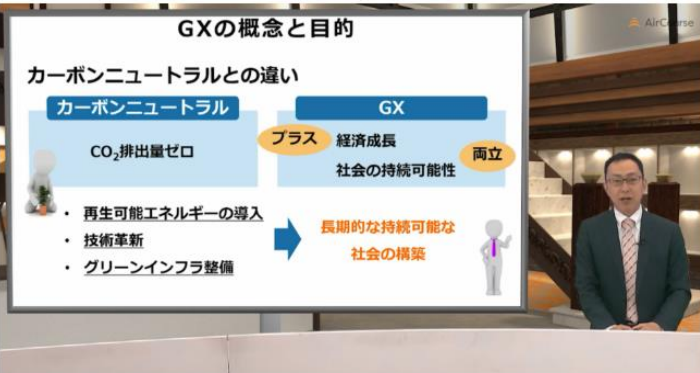 GXの概念と目的
AirCourse
カーボンニュートラルとの違い
カーボンニュートラル
CO₂排出量ゼロ
GX
プラス
経済成長
社会の持続可能性
両立
・ 再生可能エネルギーの導入
・ 技術革新
・ グリーンインフラ整備
長期的な持続可能な
社会の構築